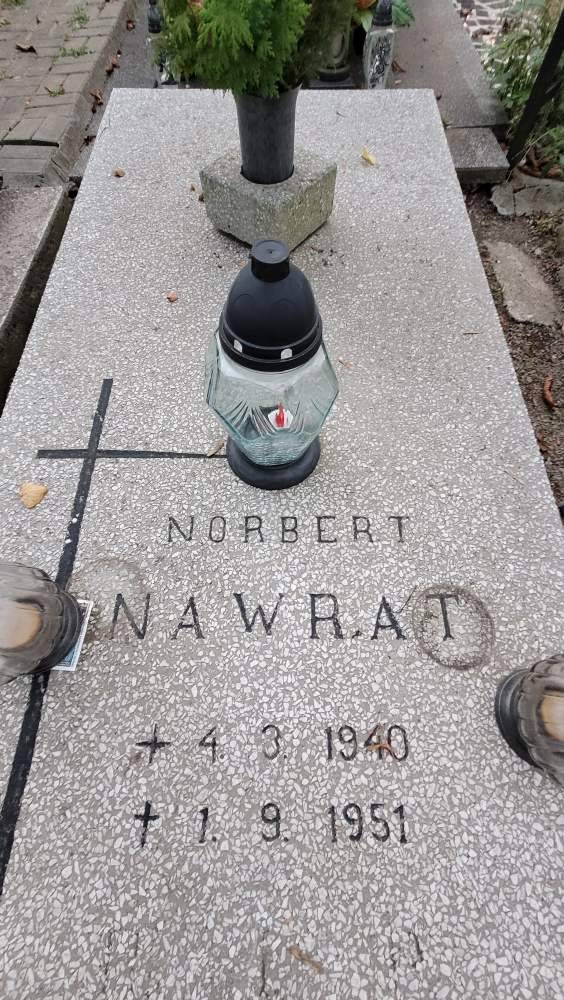 NORBERT
NAWRAT
4. 3. 1940
1. 9. 1951